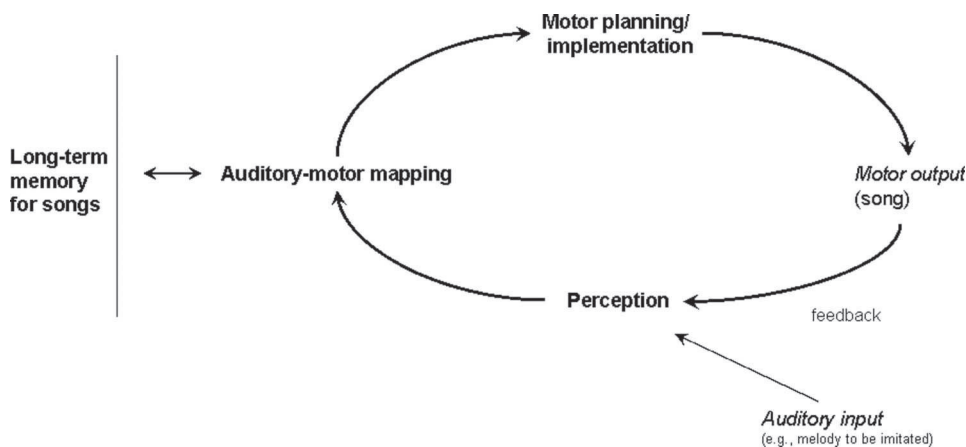 Motor planning/
implementation
Long-term
memory
for songs
Auditory-motor mapping
Motor output
(song)
Perception
feedback
Auditory input
(e.g., melody to be imitated)